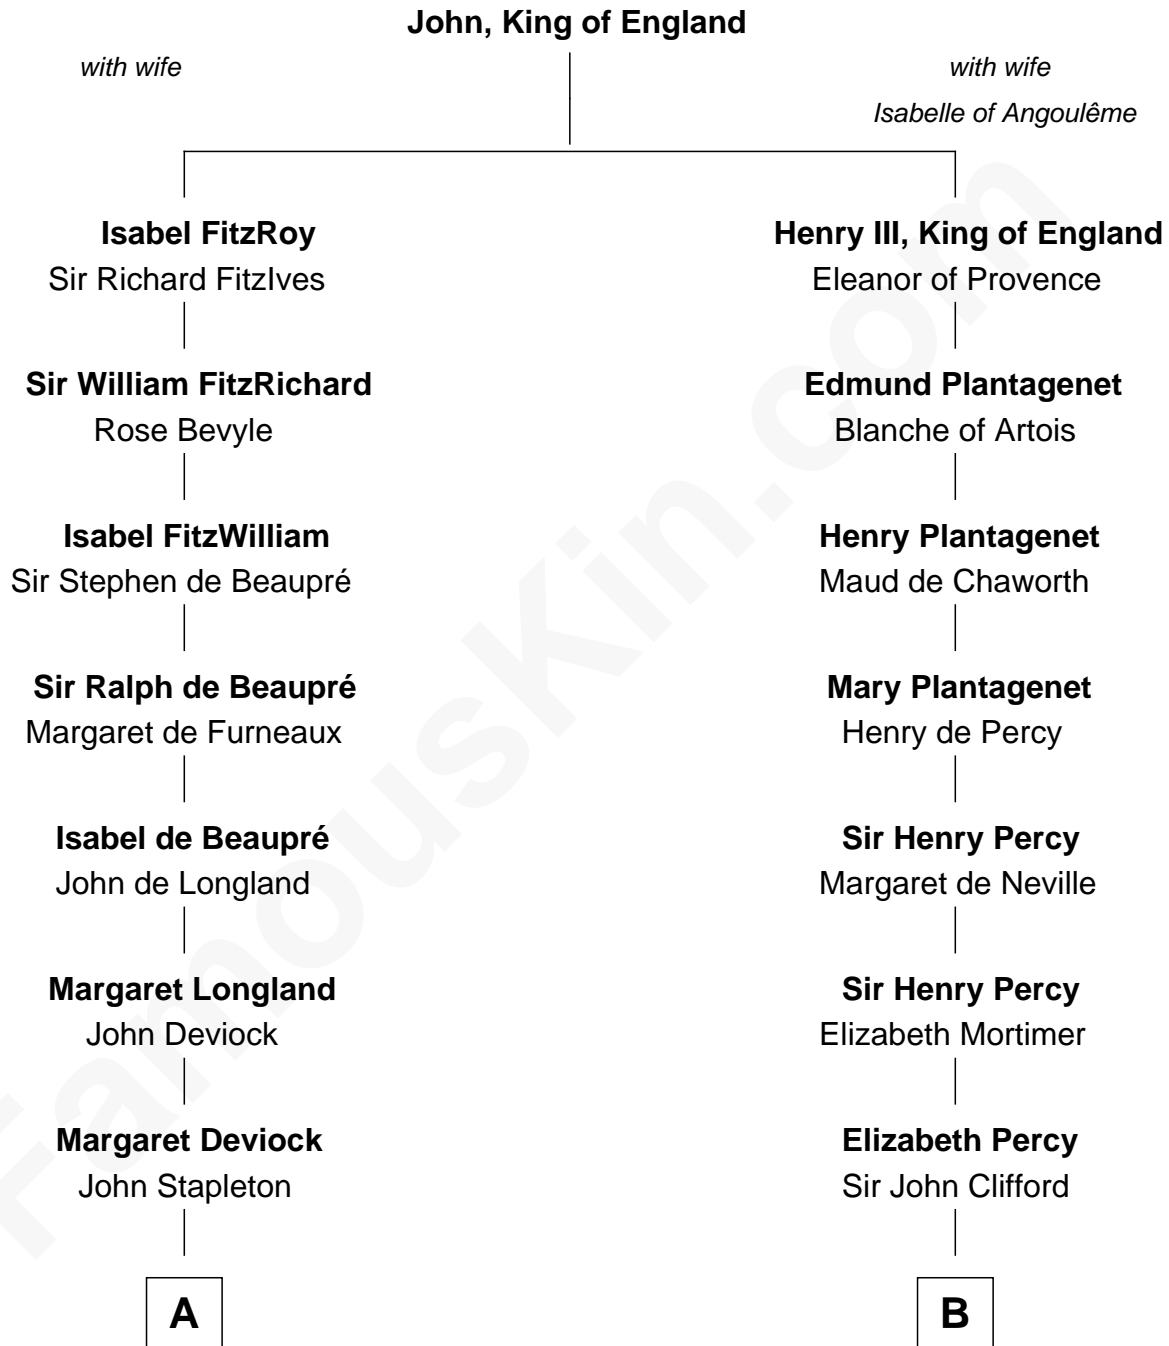 John, King of England
with wife
with wife
Isabelle of Angoulême
Isabel FitzRoy
Sir Richard FitzIves
Henry III, King of England
Eleanor of Provence
Sir William FitzRichard
Rose Bevyle
Edmund Plantagenet
Blanche of Artois
Isabel FitzWilliam
Sir Stephen de Beaupré
Henry Plantagenet
Maud de Chaworth
Sir Ralph de Beaupré
Margaret de Furneaux
Mary Plantagenet
Henry de Percy
Isabel de Beaupré
John de Longland
Sir Henry Percy
Margaret de Neville
Margaret Longland
John Deviock
Sir Henry Percy
Elizabeth Mortimer
Margaret Deviock
John Stapleton
Elizabeth Percy
Sir John Clifford
A
B
FamousKin.com